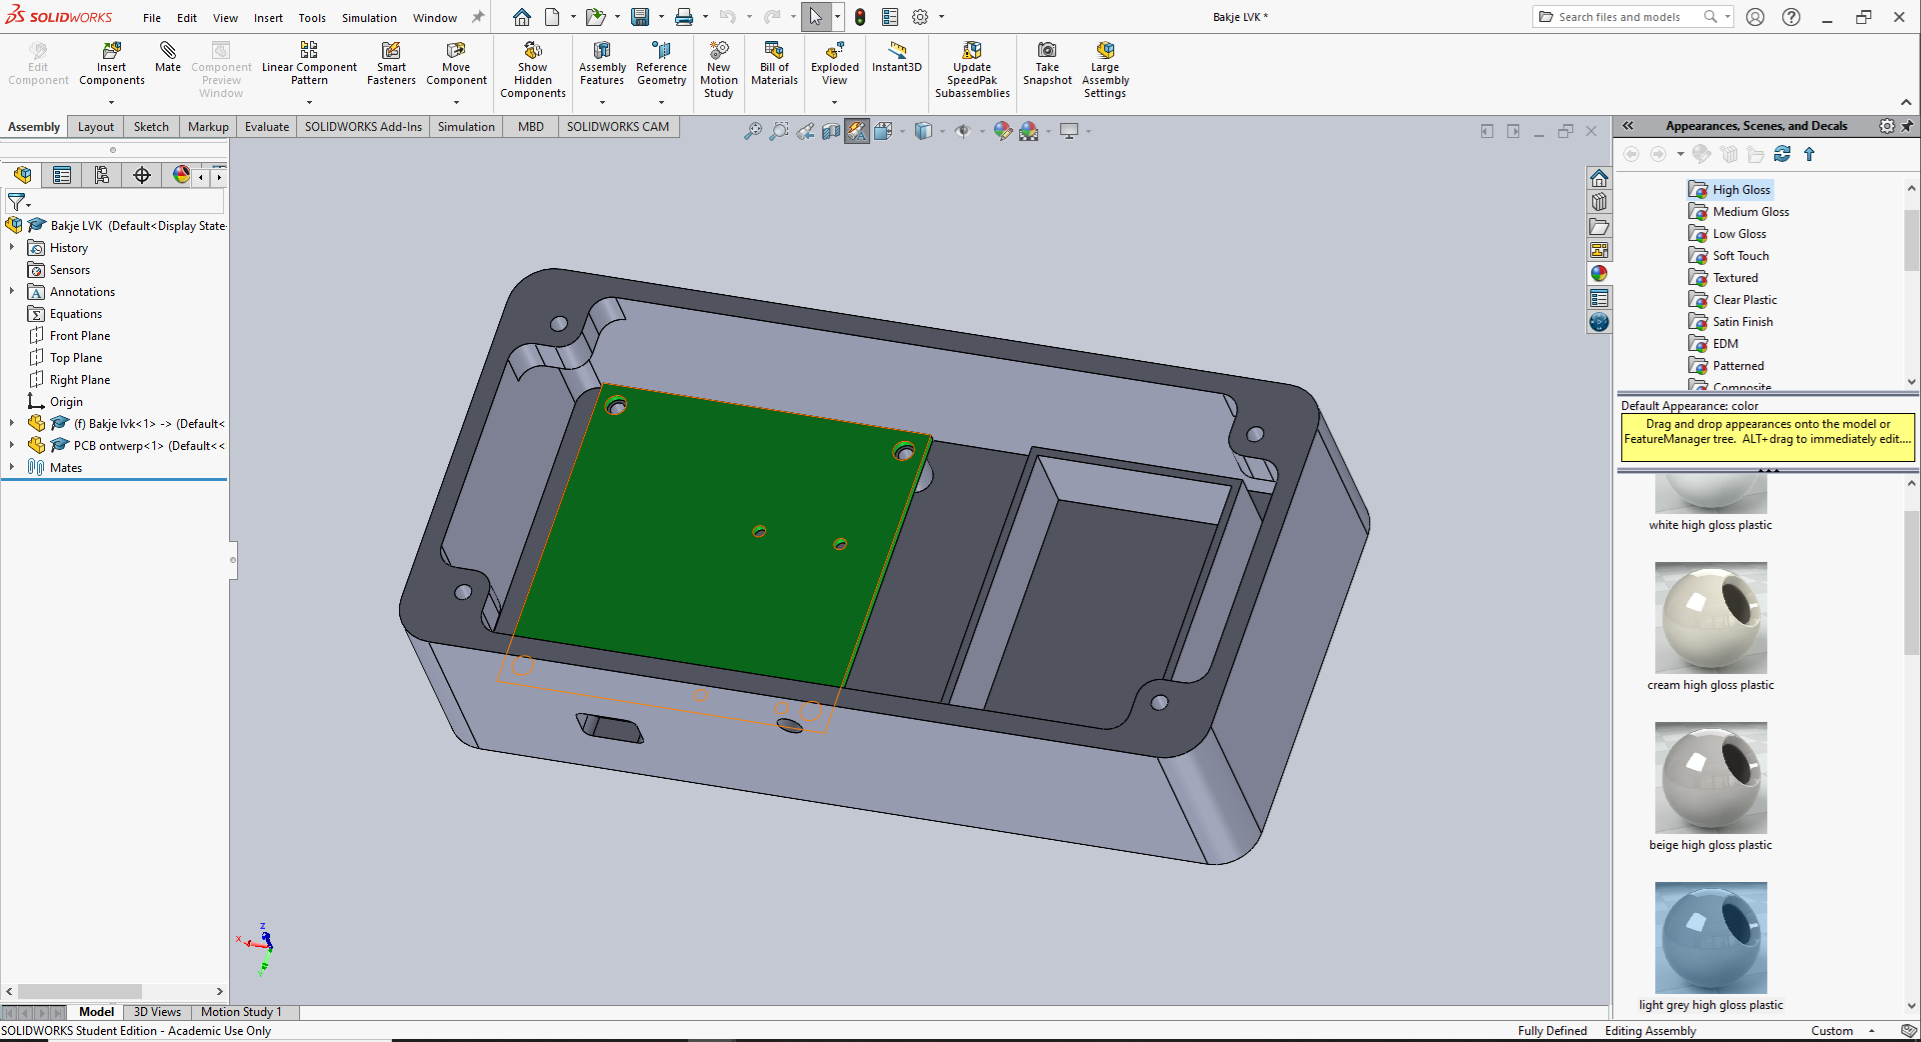 SOLIDWORKS File Edit View Insert Tools Simulation Window Bakje LVK * Search files and models
Edit Component
Insert Components
Mate
Component Preview Window
Linear Component Pattern
Smart Fasteners
Move Component
Show Hidden Components
Assembly Features
Reference Geometry
New Motion Study
Bill of Materials
Exploded View
Instant3D
Update SpeedPak Subassemblies
Take Snapshot
Large Assembly Settings
Assembly Layout Sketch Markup Evaluate SOLIDWORKS Add-Ins Simulation MBD SOLIDWORKS CAM
Bakje LVK (Default<Display State-
History
Sensors
Annotations
Equations
Front Plane
Top Plane
Right Plane
Origin
(f) Bakje lvk<1> -> (Default<
PCB ontwerp<1> (Default<<
Mates
Z
X
Y
Appearances, Scenes, and Decals
High Gloss
Medium Gloss
Low Gloss
Soft Touch
Textured
Clear Plastic
Satin Finish
EDM
Patterned
Composite
Default Appearance: color
Drag and drop appearances onto the model or
FeatureManager tree. ALT+drag to immediately edit....
white high gloss plastic
cream high gloss plastic
beige high gloss plastic
light grey high gloss plastic
Model 3D Views Motion Study 1
SOLIDWORKS Student Edition - Academic Use Only Fully Defined Editing Assembly Custom